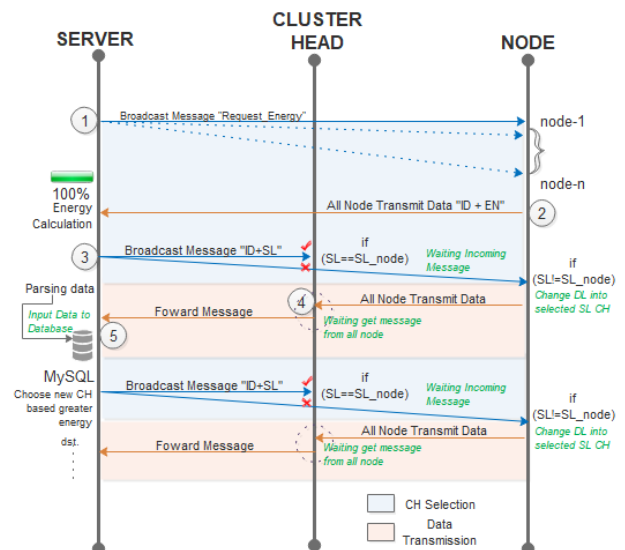 CLUSTER
HEAD
SERVER
NODE
1
Broadcast Message "Request_Energy"
node-1
node-n
100%
Energy
Calculation
All Node Transmit Data "ID + EN"
2
3
Broadcast Message "ID+SL"
if
(SL==SL_node)
Waiting Incoming
Message
if
(SL!=SL_node)
Change DL into
selected SL CH
Parsing data
Input Data to
Database
4
All Node Transmit Data
Foward Message
Waiting get message
from all node
5
MySQL
Choose new CH
based greater
energy
dst.
Broadcast Message "ID+SL"
if
(SL==SL_node)
Waiting Incoming
Message
if
(SL!=SL_node)
Change DL into
selected SL CH
All Node Transmit Data
Foward Message
Waiting get message
from all node
CH Selection
Data
Transmission